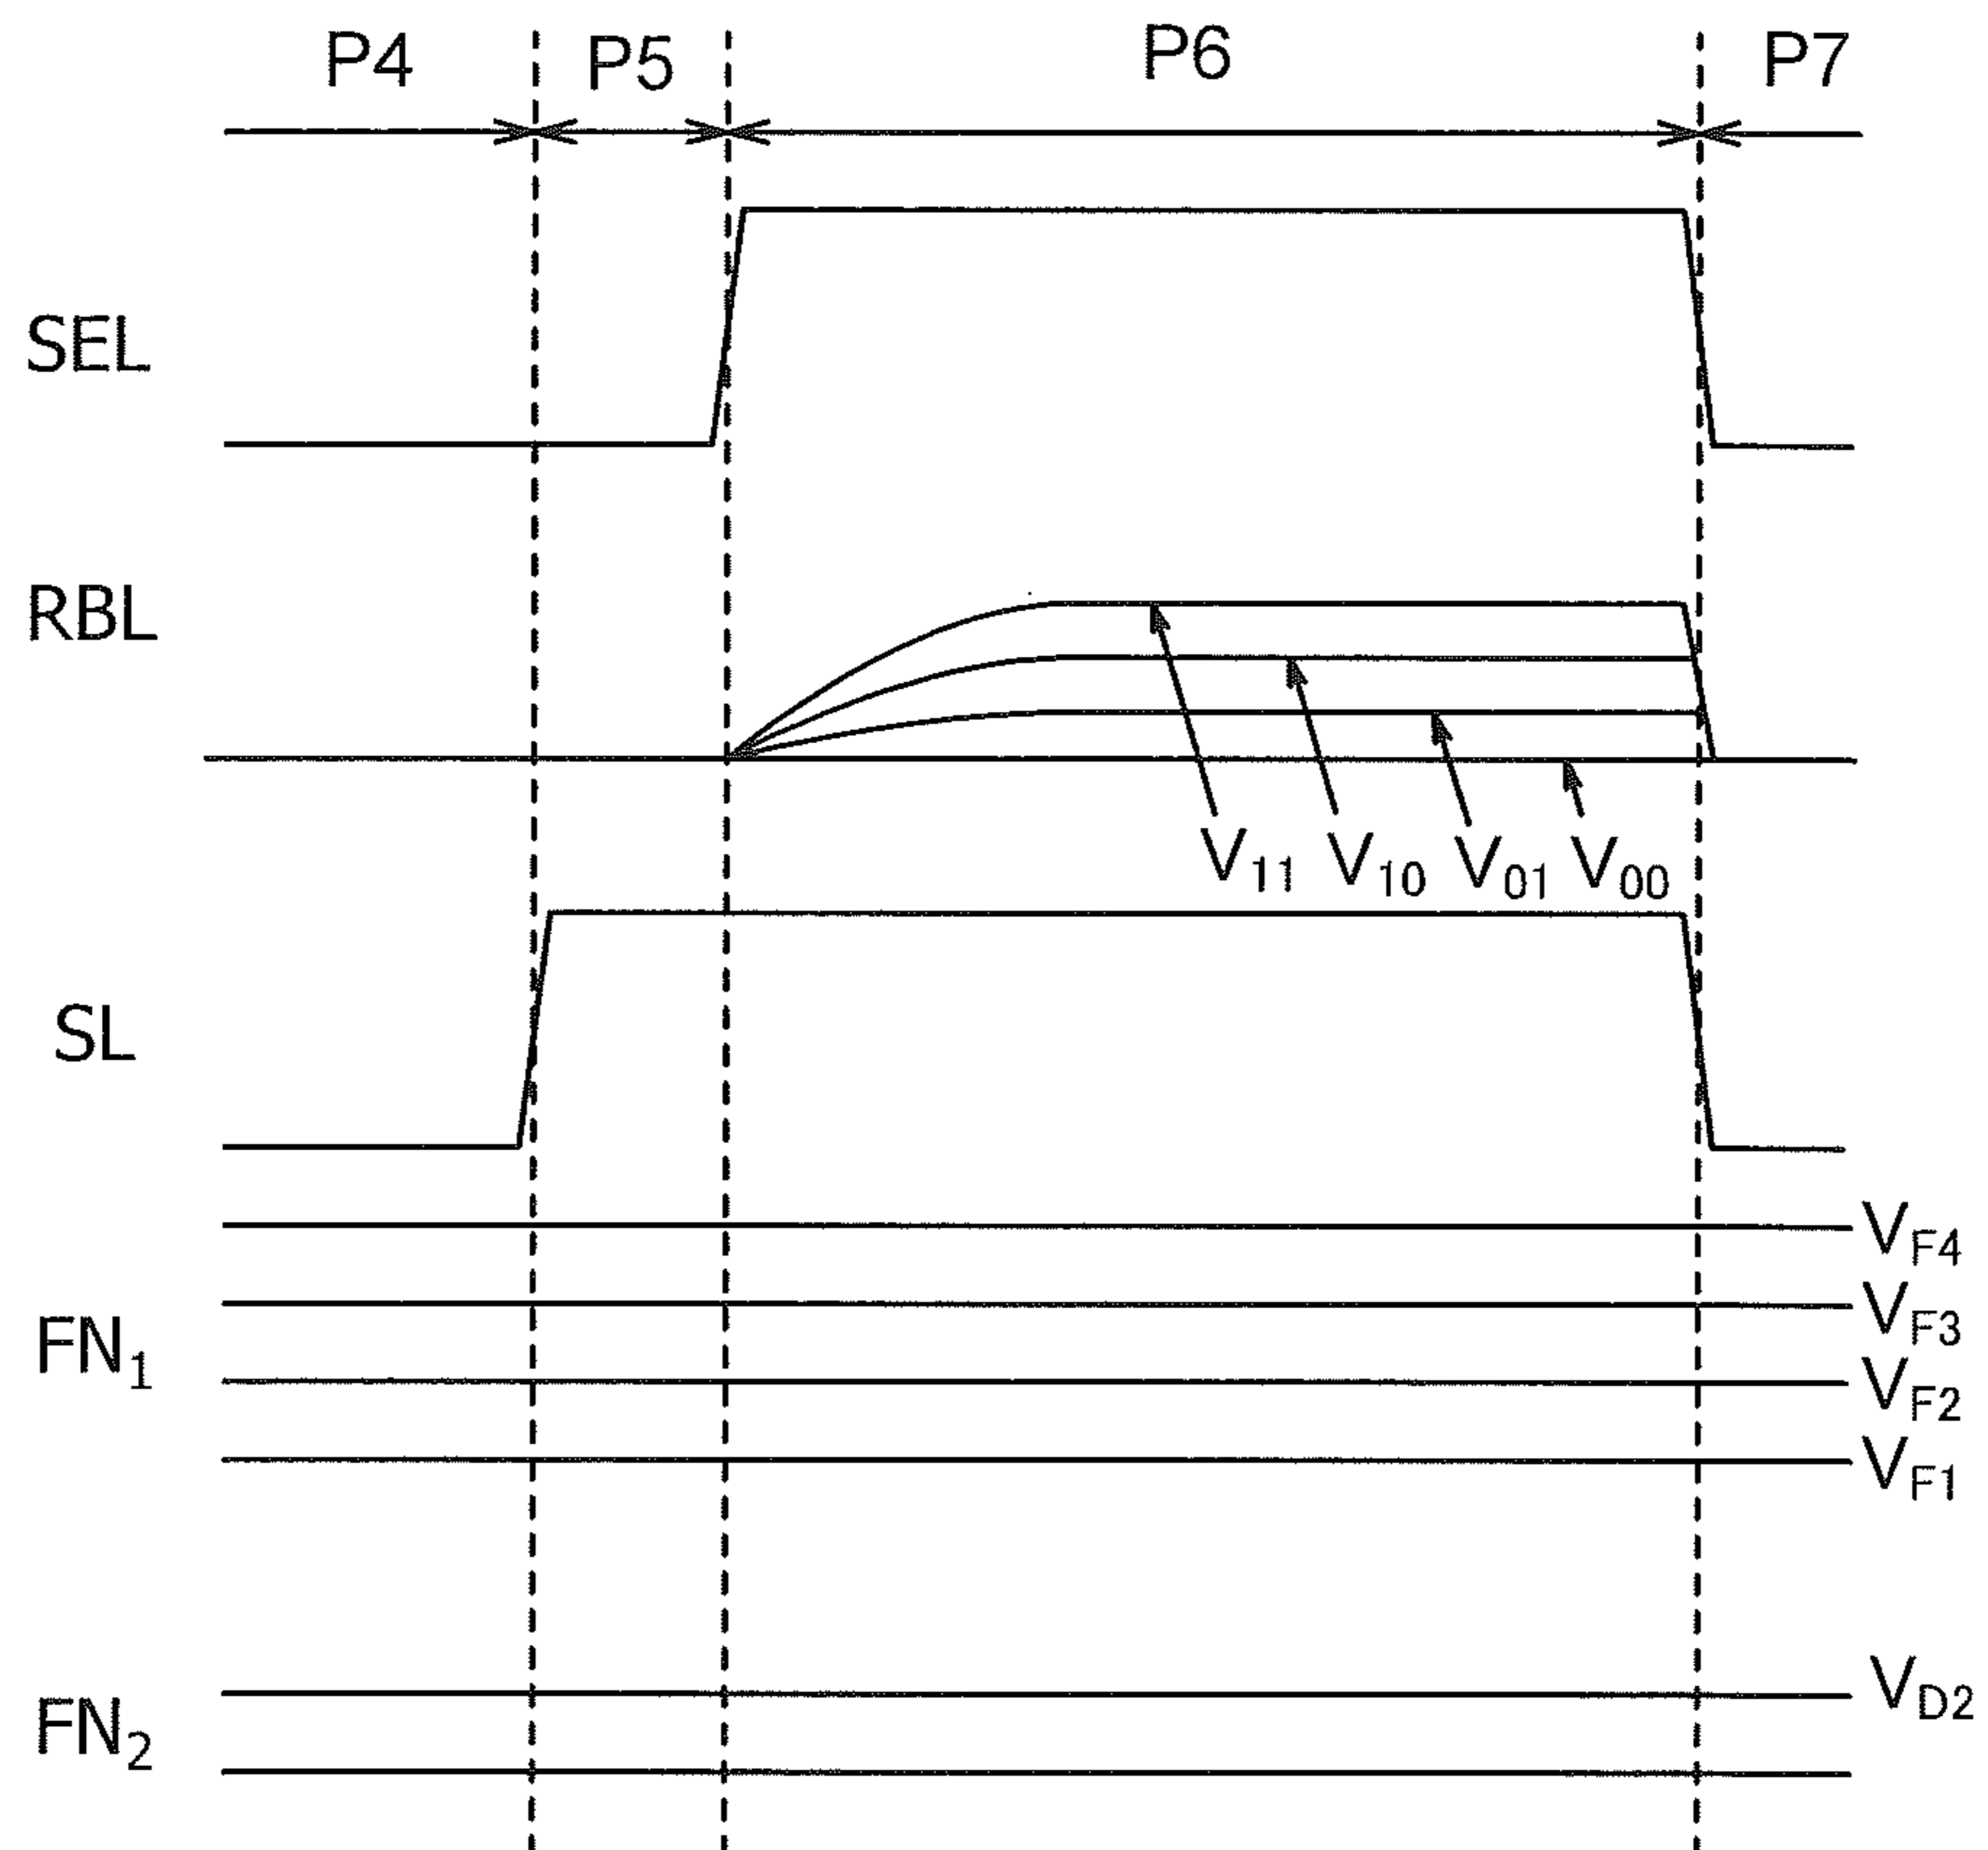 P4 P5 P6 P7
SEL
RBL
V11 V10 V01 V00
SL
VF4
VF3
FN1
VF2
VF1
VD2
FN2